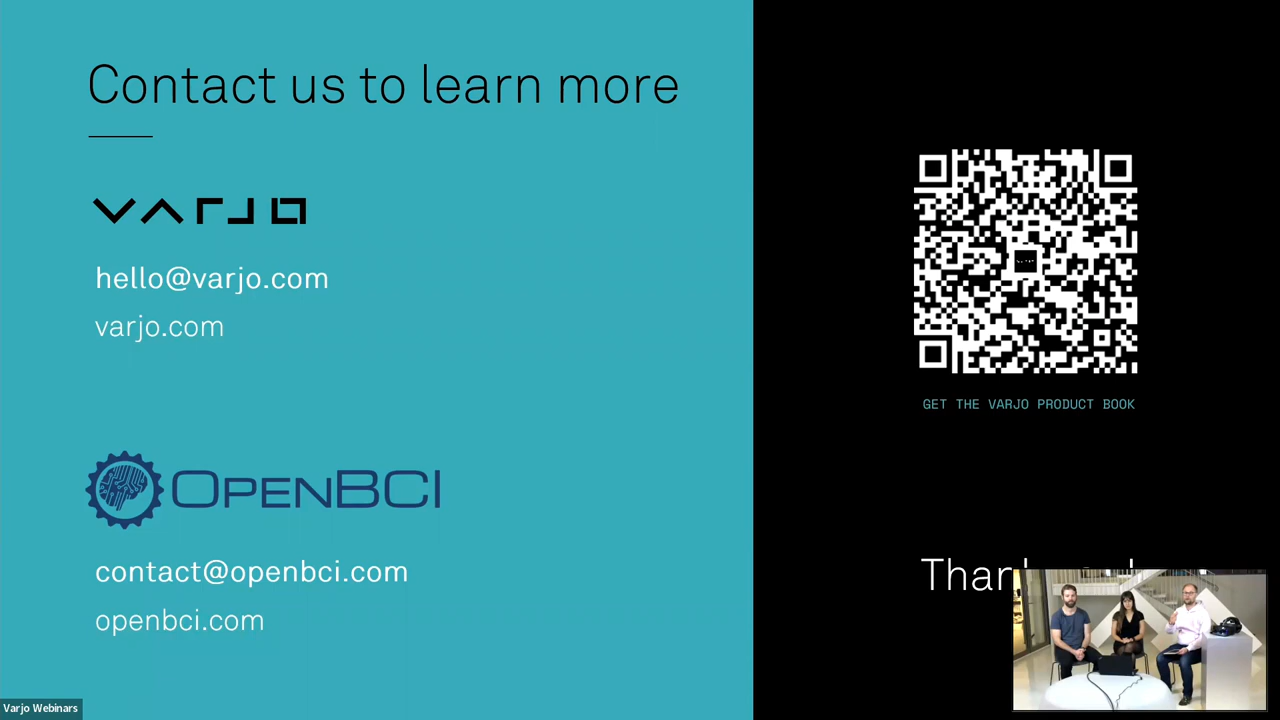 Contact us to learn more
VARJO
hello@varjo.com
varjo.com
OPENBCI
contact@openbci.com
openbci.com
GET THE VARJO PRODUCT BOOK
Varjo Webinars